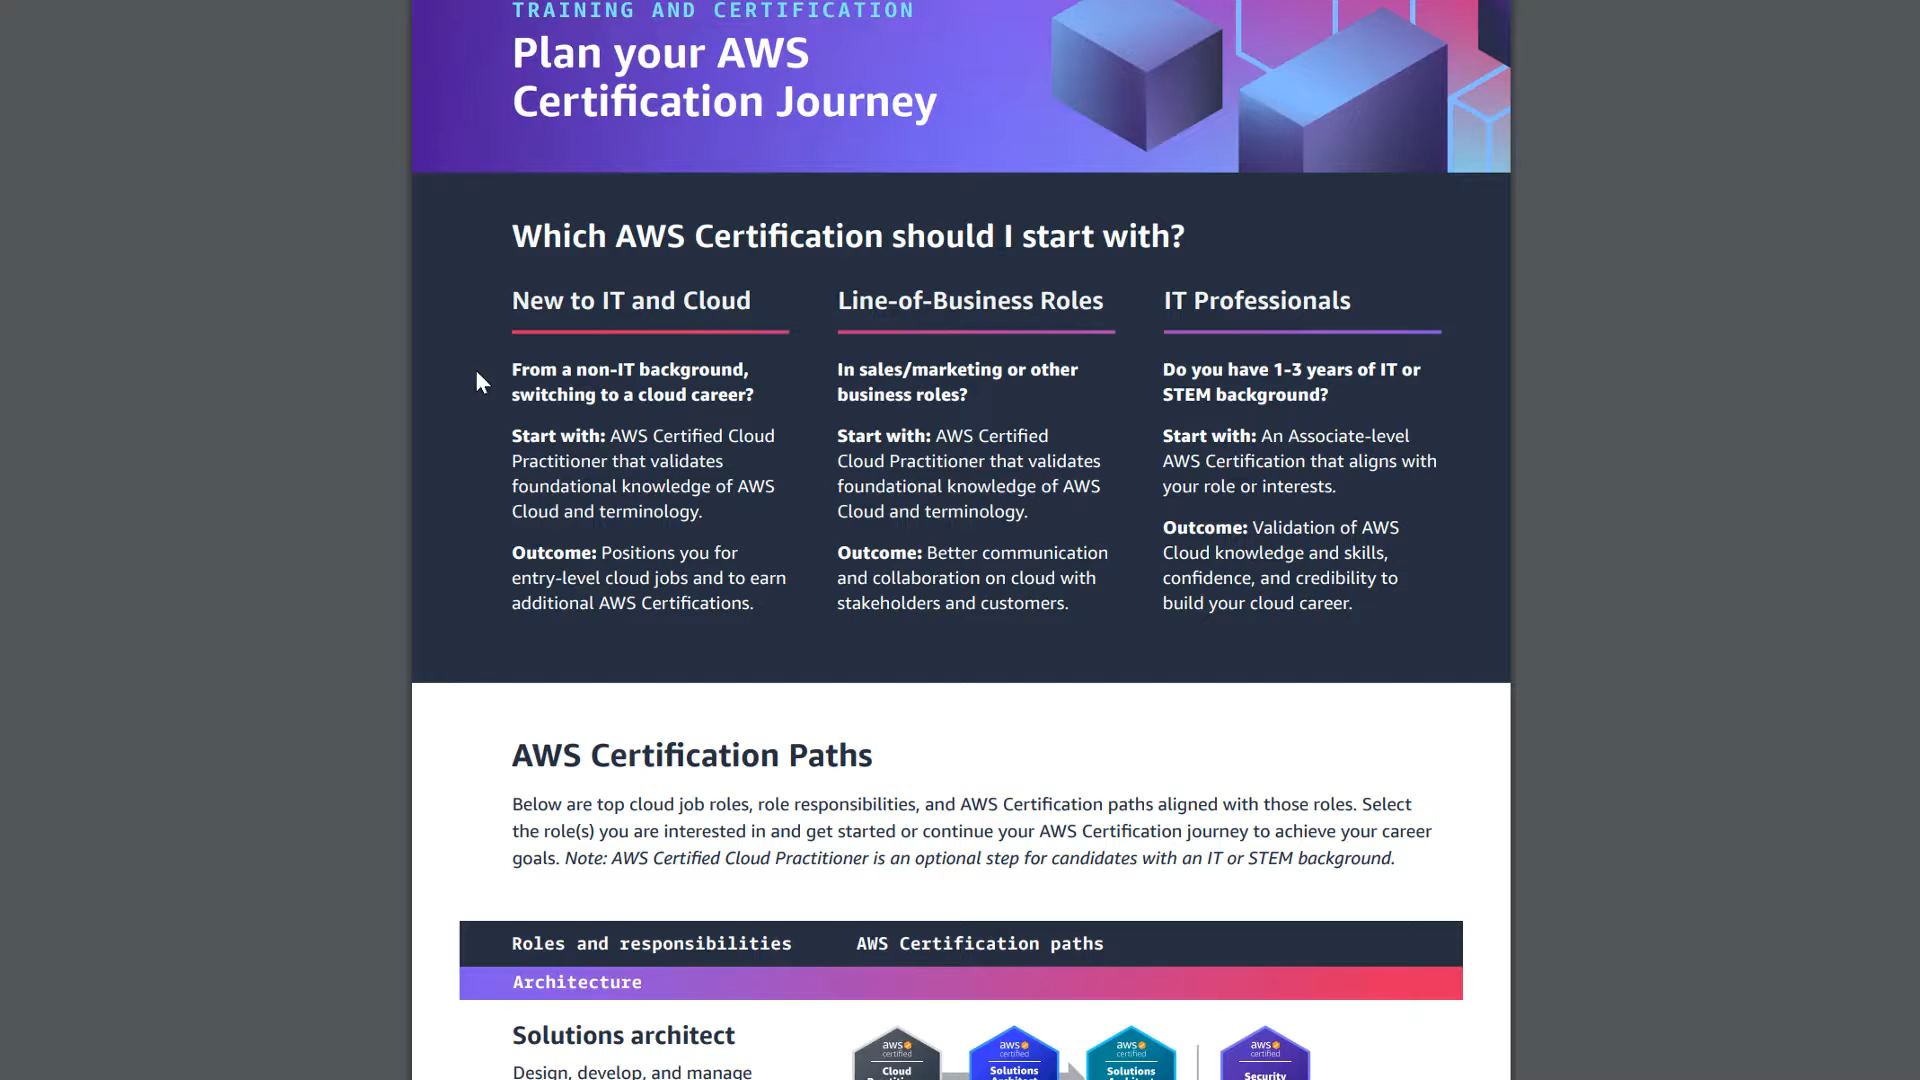 TRAINING AND CERTIFICATION
Plan your AWS
Certification Journey
Which AWS Certification should I start with?
New to IT and Cloud
From a non-IT background,
switching to a cloud career?
Start with: AWS Certified Cloud
Practitioner that validates
foundational knowledge of AWS
Cloud and terminology.
Outcome: Positions you for
entry-level cloud jobs and to earn
additional AWS Certifications.
Line-of-Business Roles
In sales/marketing or other
business roles?
Start with: AWS Certified
Cloud Practitioner that validates
foundational knowledge of AWS
Cloud and terminology.
Outcome: Better communication
and collaboration on cloud with
stakeholders and customers.
IT Professionals
Do you have 1-3 years of IT or
STEM background?
Start with: An Associate-level
AWS Certification that aligns with
your role or interests.
Outcome: Validation of AWS
Cloud knowledge and skills,
confidence, and credibility to
build your cloud career.
AWS Certification Paths
Below are top cloud job roles, role responsibilities, and AWS Certification paths aligned with those roles. Select
the role(s) you are interested in and get started or continue your AWS Certification journey to achieve your career
goals. Note: AWS Certified Cloud Practitioner is an optional step for candidates with an IT or STEM background.
Roles and responsibilities AWS Certification paths
Architecture
Solutions architect
Design, develop, and manage
aws
certified
Cloud
aws
certified
Solutions
aws
certified
Solutions
aws
certified
Security